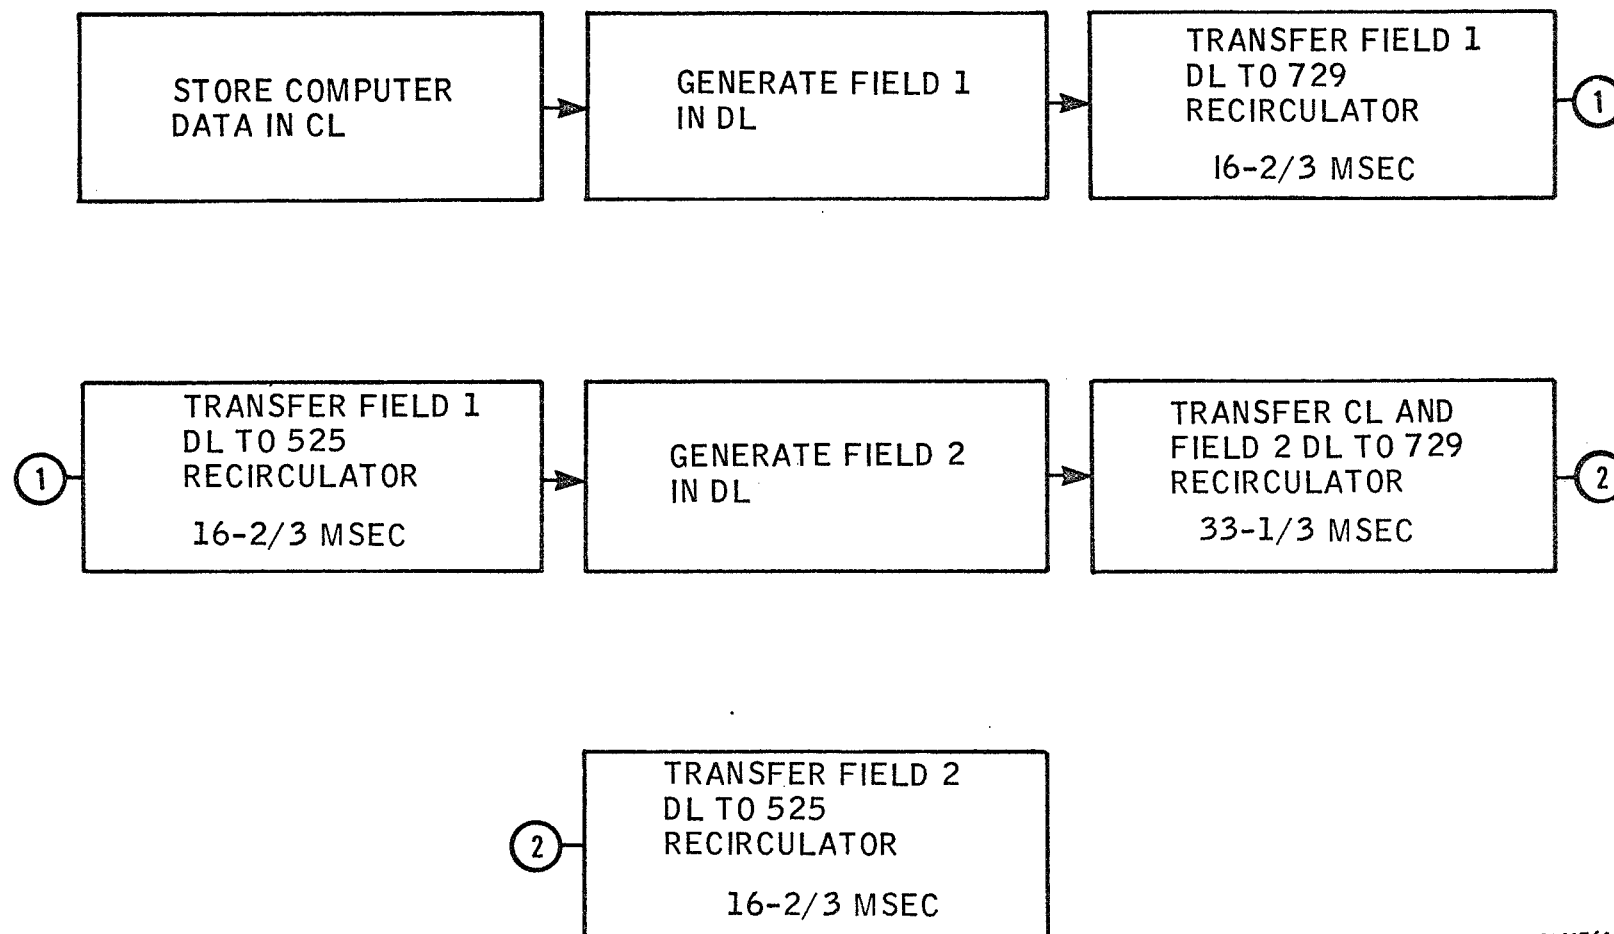 STORE COMPUTER
DATA IN CL
GENERATE FIELD 1
IN DL
TRANSFER FIELD 1
DL TO 729
RECIRCULATOR
16-2/3 MSEC
1
1
TRANSFER FIELD 1
DL TO 525
RECIRCULATOR
16-2/3 MSEC
GENERATE FIELD 2
IN DL
TRANSFER CL AND
FIELD 2 DL TO 729
RECIRCULATOR
33-1/3 MSEC
2
2
TRANSFER FIELD 2
DL TO 525
RECIRCULATOR
16-2/3 MSEC